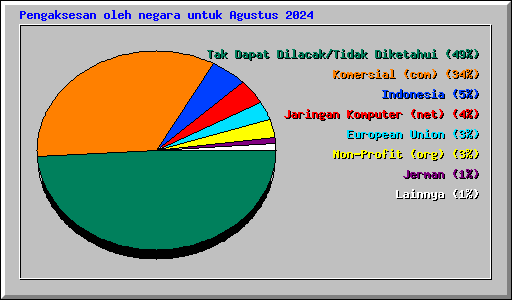 Pengaksesan oleh negara untuk Agustus 2024
Tak Dapat Dilacak/Tidak Diketahui (49%)
Komersial (com) (34%)
Indonesia (5%)
Jaringan Komputer (net) (4%)
European Union (3%)
Non-Profit (org) (3%)
Jerman (1%)
Lainnya (1%)